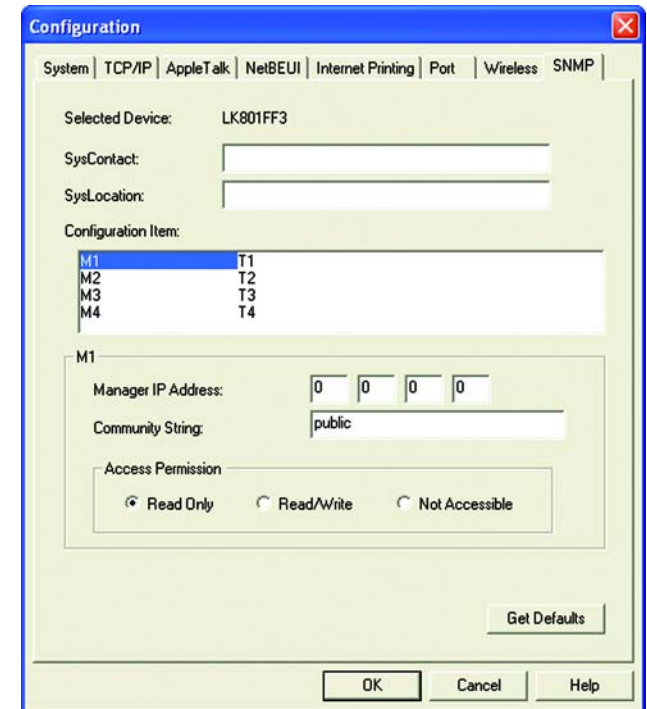 Configuration
System TCP/IP AppleTalk NetBEUI Internet Printing Port Wireless SNMP
Selected Device: LK801FF3
SysContact:
SysLocation:
Configuration Item:
M1 T1
M2 T2
M3 T3
M4 T4
M1
Manager IP Address: 0 0 0 0
Community String: public
Access Permission
Read Only Read/Write Not Accessible
Get Defaults
OK Cancel Help